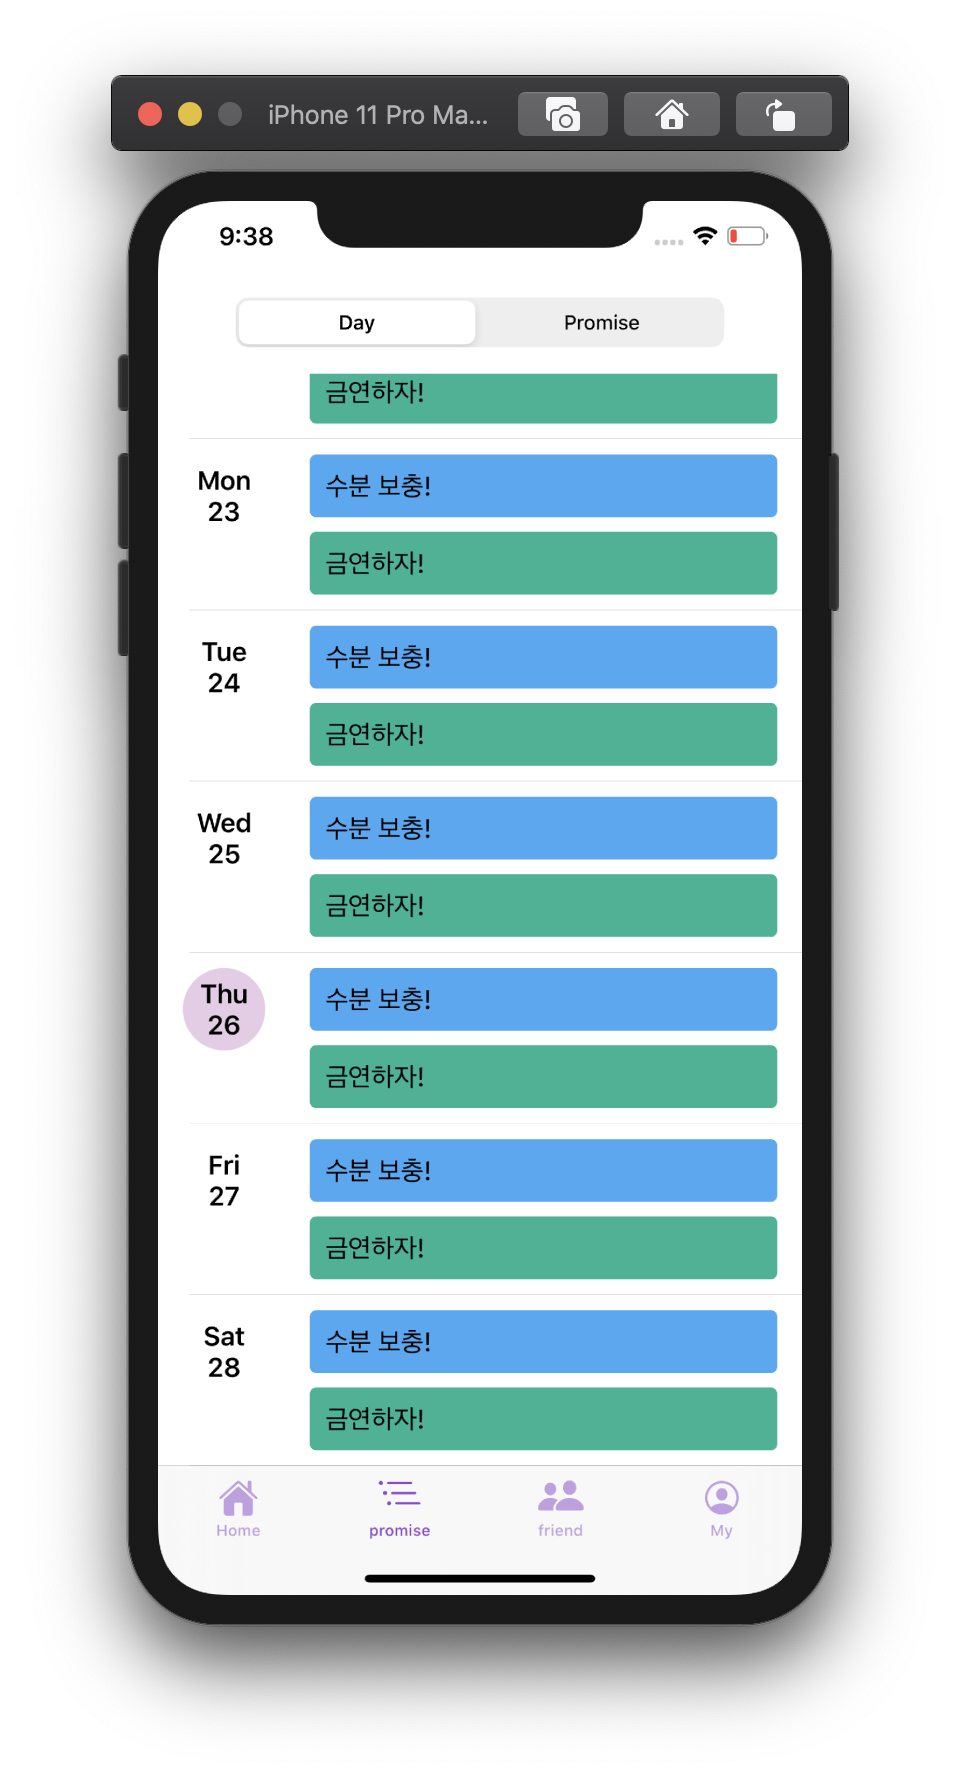 iPhone 11 Pro Ma...
9:38
Day
Promise
금연하자!
Mon
23
수분 보충!
금연하자!
Tue
24
수분 보충!
금연하자!
Wed
25
수분 보충!
금연하자!
Thu
26
수분 보충!
금연하자!
Fri
27
수분 보충!
금연하자!
Sat
28
수분 보충!
금연하자!
Home
promise
friend
My